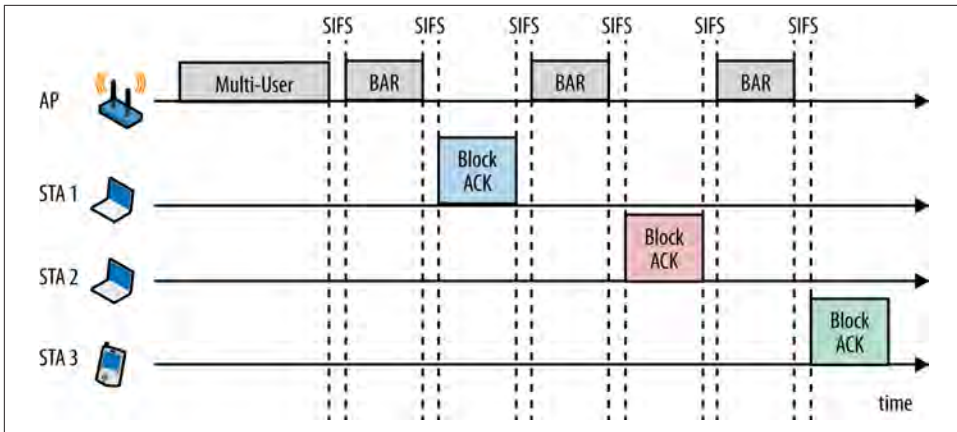 SIFS SIFS SIFS SIFS SIFS SIFS
AP Multi-User BAR BAR BAR
STA 1 Block
ACK
STA 2 Block
ACK
STA 3 Block
ACK
time